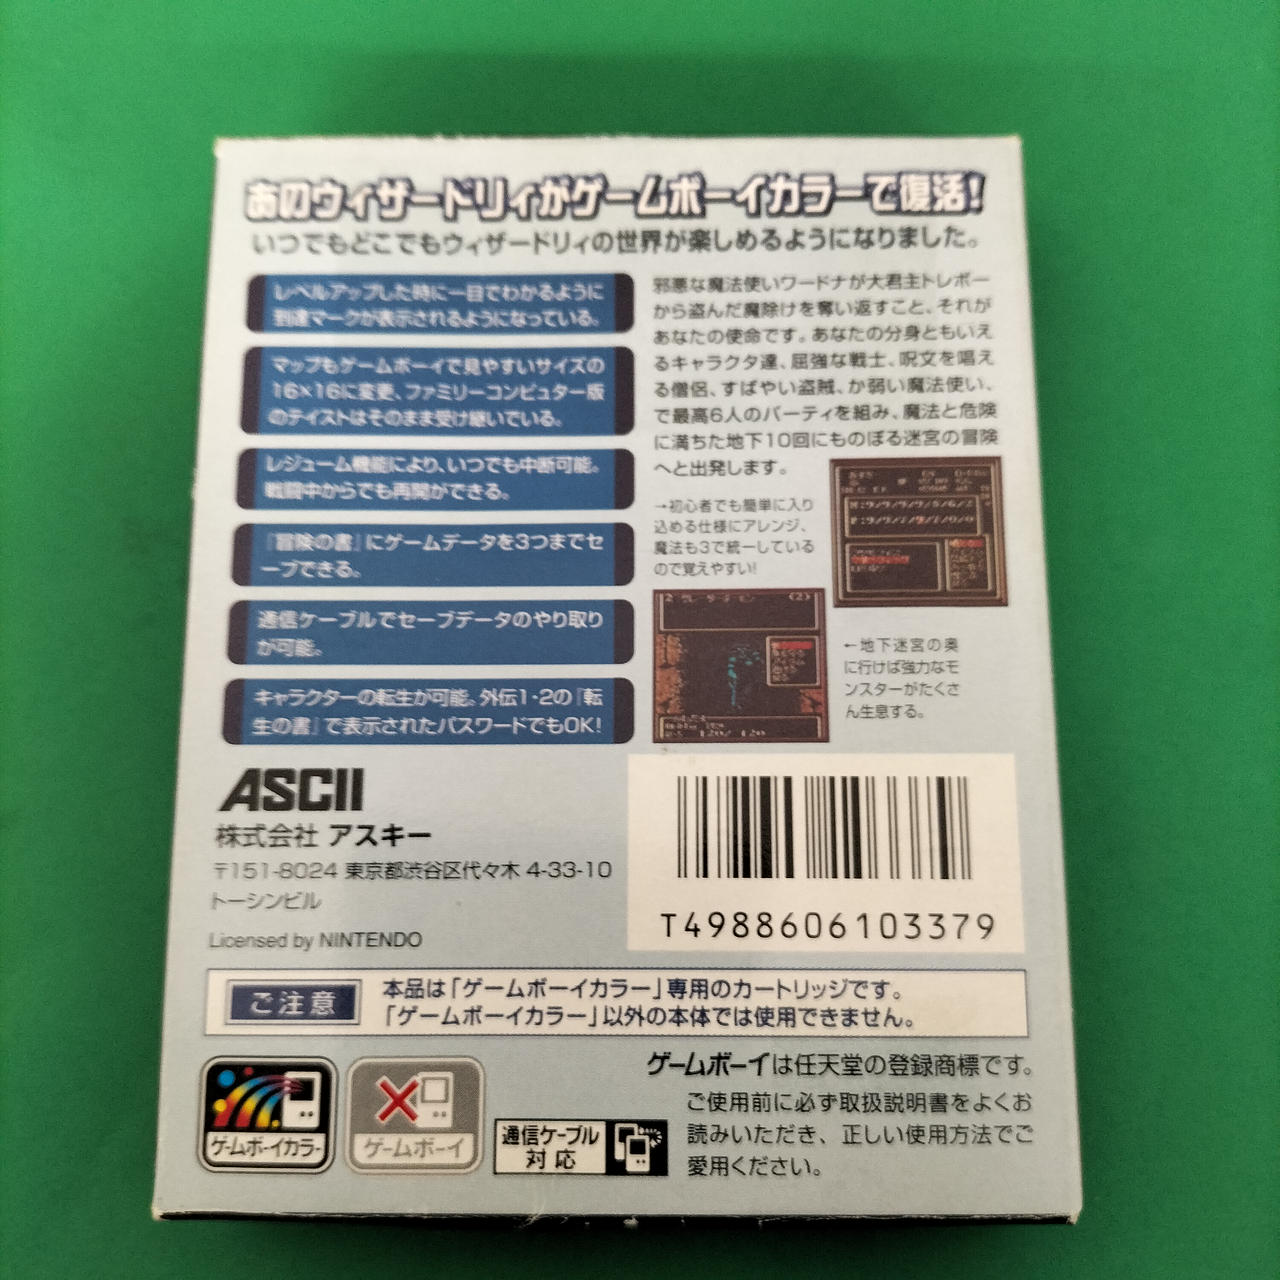 あのウィザードリィがゲームボーイカラーで復活!
いつでもどこでもウィザードリィの世界が楽しめるようになりました。
レベルアップした時に一目でわかるように
到達マークが表示されるようになっている。
マップもゲームボーイで見やすいサイズの
16×16に変更、ファミリーコンピュター版
のテイストはそのまま受け継いでいる。
レジューム機能により、いつでも中断可能。
戦闘中からでも再開ができる。
『冒険の書』にゲームデータを3つまでセ
ーブできる。
通信ケーブルでセーブデータのやり取り
が可能。
キャラクターの転生が可能。外伝1・2の『転
生の書』で表示されたパスワードでもOK!
邪悪な魔法使いワードナが大君主トレボー
から盗んだ魔除けを奪い返すこと、それが
あなたの使命です。あなたの分身ともいえ
るキャラクタ達、屈強な戦士、呪文を唱え
る僧侶、すばやい盗賊、か弱い魔法使い、
で最高6人のパーティを組み、魔法と危険
に満ちた地下10回にものぼる迷宮の冒険
へと出発します。
→初心者でも簡単に入り
込める仕様にアレンジ、
魔法も3で統一している
ので覚えやすい!
M:9/9/9/9/5/6/2
P:9/9/2/9/1/0/0
(2)
←地下迷宮の奥
に行けば強力なモ
ンスターがたくさ
ん生息する。
ASCII
株式会社 アスキー
〒151-8024 東京都渋谷区代々木 4-33-10
トーシンビル
Licensed by NINTENDO
T4988606103379
ご注意
本品は「ゲームボーイカラー」専用のカートリッジです。
「ゲームボーイカラー」以外の本体では使用できません。
ゲームボーイカラー
ゲームボーイ
通信ケーブル
対応
ゲームボーイは任天堂の登録商標です。
ご使用前に必ず取扱説明書をよくお
読みいただき、正しい使用方法でご
愛用ください。